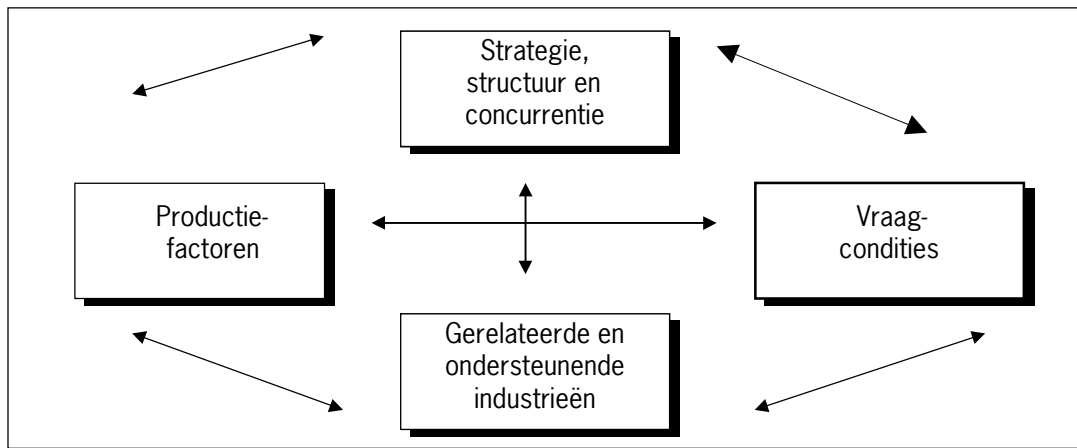 Strategie,
structuur en
concurrentie
Productie-
factoren
Vraag-
condities
Gerelateerde en
ondersteunende
industrieën